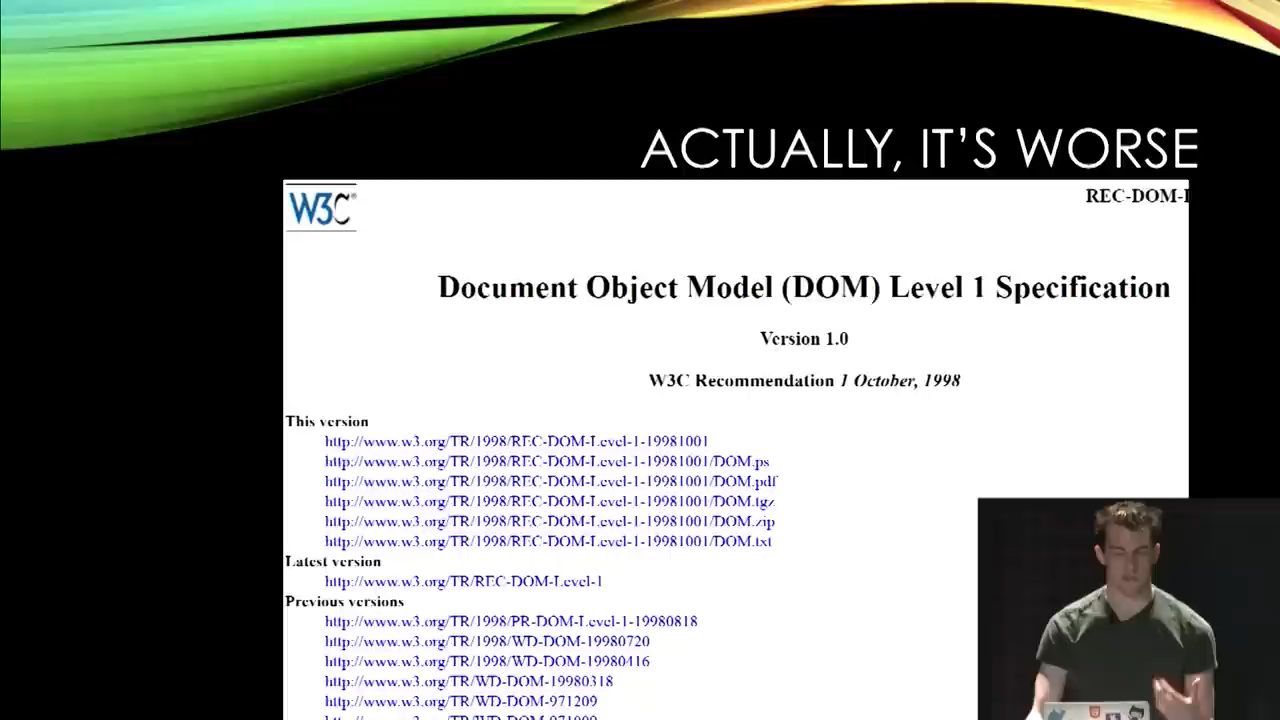 ACTUALLY, IT'S WORSE
W3C®
REC-DOM-
Document Object Model (DOM) Level 1 Specification
Version 1.0
W3C Recommendation 1 October, 1998
This version
http://www.w3.org/TR/1998/REC-DOM-Level-1-19981001
http://www.w3.org/TR/1998/REC-DOM-Level-1-19981001/DOM.ps
http://www.w3.org/TR/1998/REC-DOM-Level-1-19981001/DOM.pdf
http://www.w3.org/TR/1998/REC-DOM-Level-1-19981001/DOM.tgz
http://www.w3.org/TR/1998/REC-DOM-Level-1-19981001/DOM.zip
http://www.w3.org/TR/1998/REC-DOM-Level-1-19981001/DOM.txt
Latest version
http://www.w3.org/TR/REC-DOM-Level-1
Previous versions
http://www.w3.org/TR/1998/PR-DOM-Level-1-19980818
http://www.w3.org/TR/1998/WD-DOM-19980720
http://www.w3.org/TR/1998/WD-DOM-19980416
http://www.w3.org/TR/WD-DOM-19980318
http://www.w3.org/TR/WD-DOM-971209